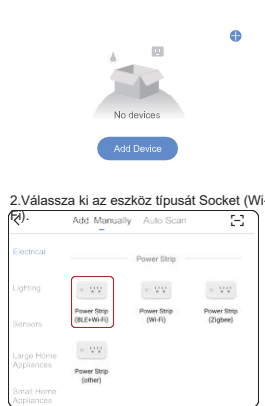 No devices
Add Device
2.Válassza ki az eszköz típusát Socket (Wi-
Fi).
Add Manually Auto Scan
Electrical
Power Strip
Lighting
Power Strip
(BLE+Wi-Fi)
Power Strip
(Wi-Fi)
Power Strip
(Zigbee)
Sensors
Large Home
Appliances
Power Strip
(other)
Small Home
Appliances